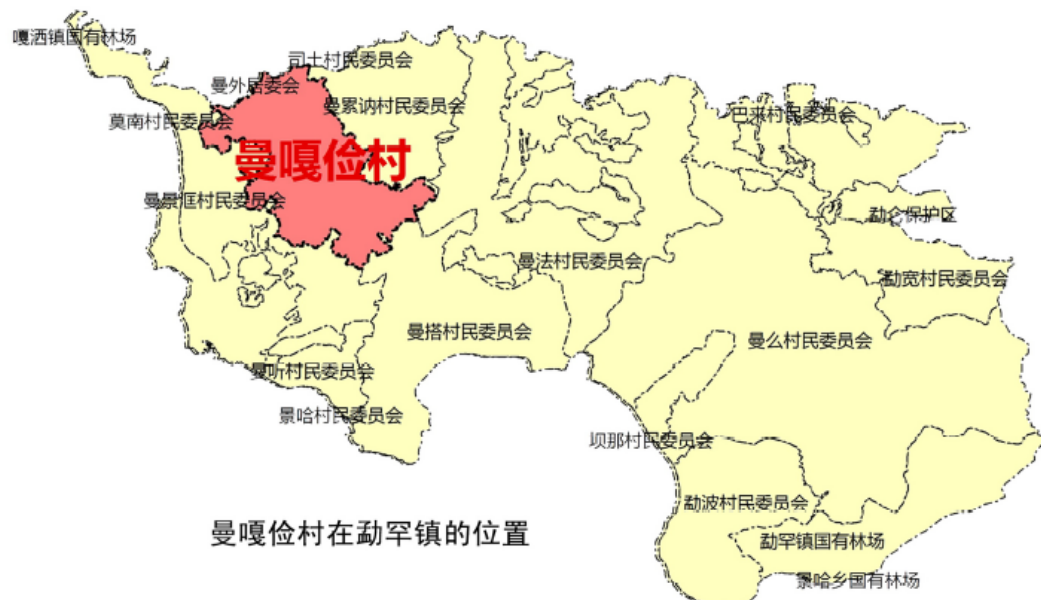 嘎洒镇国有林场
司土村民委员会
曼外居委会
曼累讷村民委员会
莫南村民委员会
巴来村民委员会
曼嘎俭村
曼景湟村民委员会
勐仑保护区
曼法村民委员会
勐宽村民委员会
曼搭村民委员会
曼么村民委员会
曼听村民委员会
景哈村民委员会
坝那村民委员会
勐波村民委员会
曼嘎俭村在勐罕镇的位置
勐罕镇国有林场
景哈乡国有林场